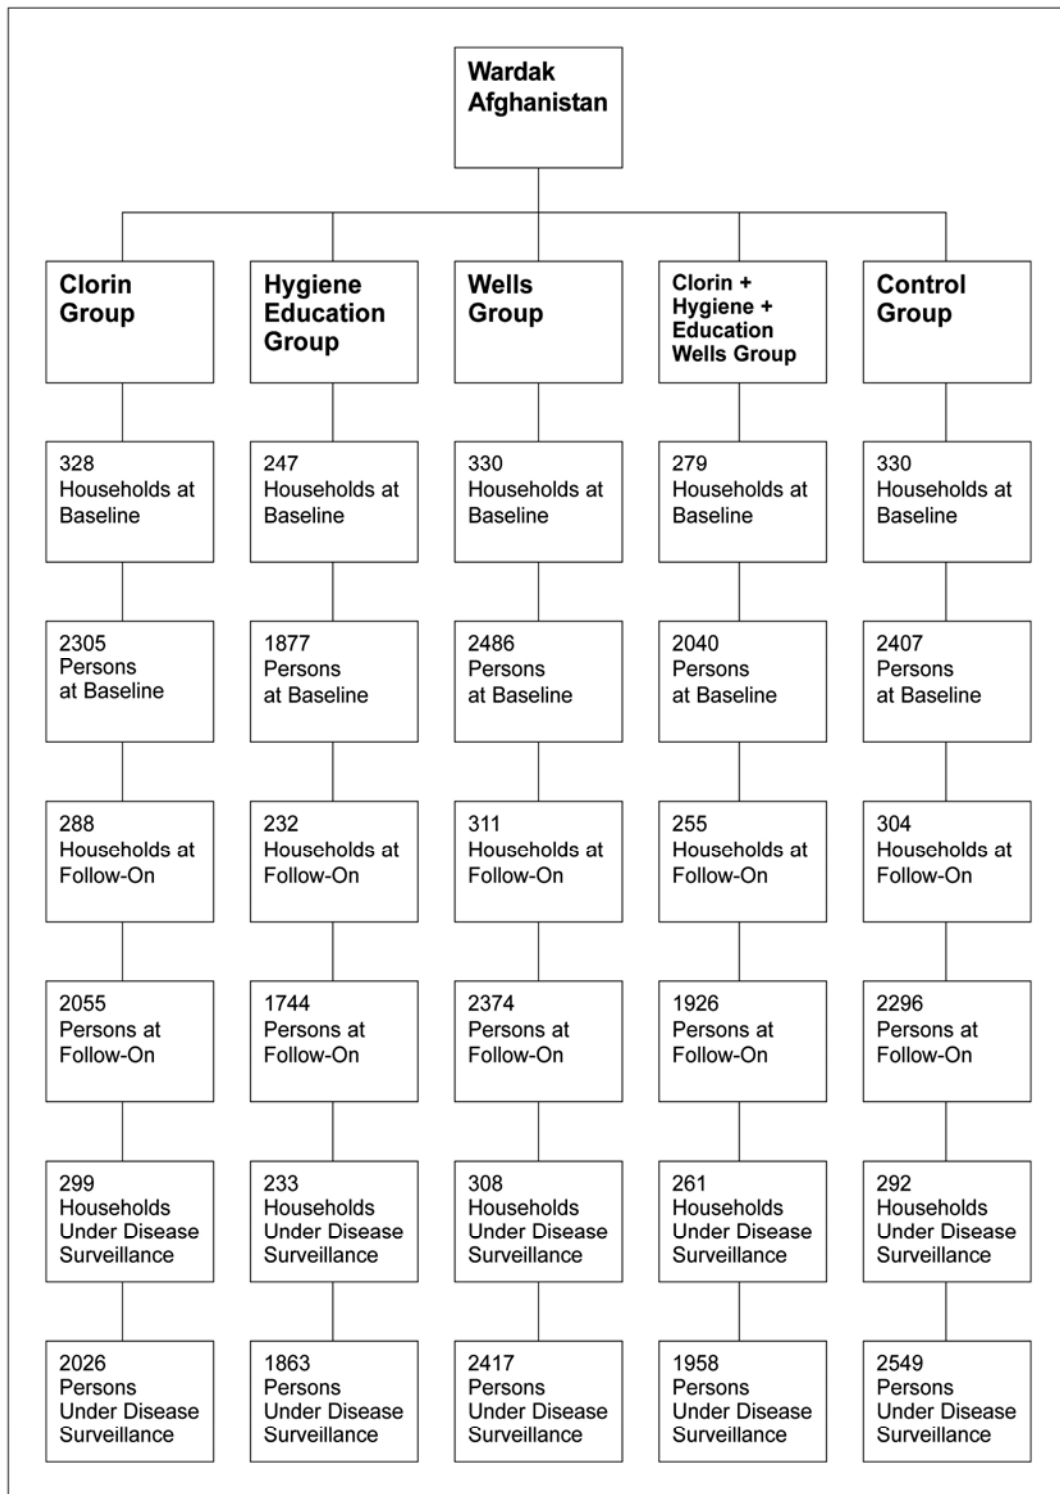 Wardak
Afghanistan
Clorin
Group
Hygiene
Education
Group
Wells
Group
Clorin +
Hygiene +
Education
Wells Group
Control
Group
328
Households at
Baseline
247
Households at
Baseline
330
Households at
Baseline
279
Households at
Baseline
330
Households at
Baseline
2305
Persons
at Baseline
1877
Persons
at Baseline
2486
Persons
at Baseline
2040
Persons
at Baseline
2407
Persons
at Baseline
288
Households at
Follow-On
232
Households at
Follow-On
311
Households at
Follow-On
255
Households at
Follow-On
304
Households at
Follow-On
2055
Persons at
Follow-On
1744
Persons at
Follow-On
2374
Persons at
Follow-On
1926
Persons at
Follow-On
2296
Persons at
Follow-On
299
Households
Under Disease
Surveillance
233
Households
Under Disease
Surveillance
308
Households
Under Disease
Surveillance
261
Households
Under Disease
Surveillance
292
Households
Under Disease
Surveillance
2026
Persons
Under Disease
Surveillance
1863
Persons
Under Disease
Surveillance
2417
Persons
Under Disease
Surveillance
1958
Persons
Under Disease
Surveillance
2549
Persons
Under Disease
Surveillance